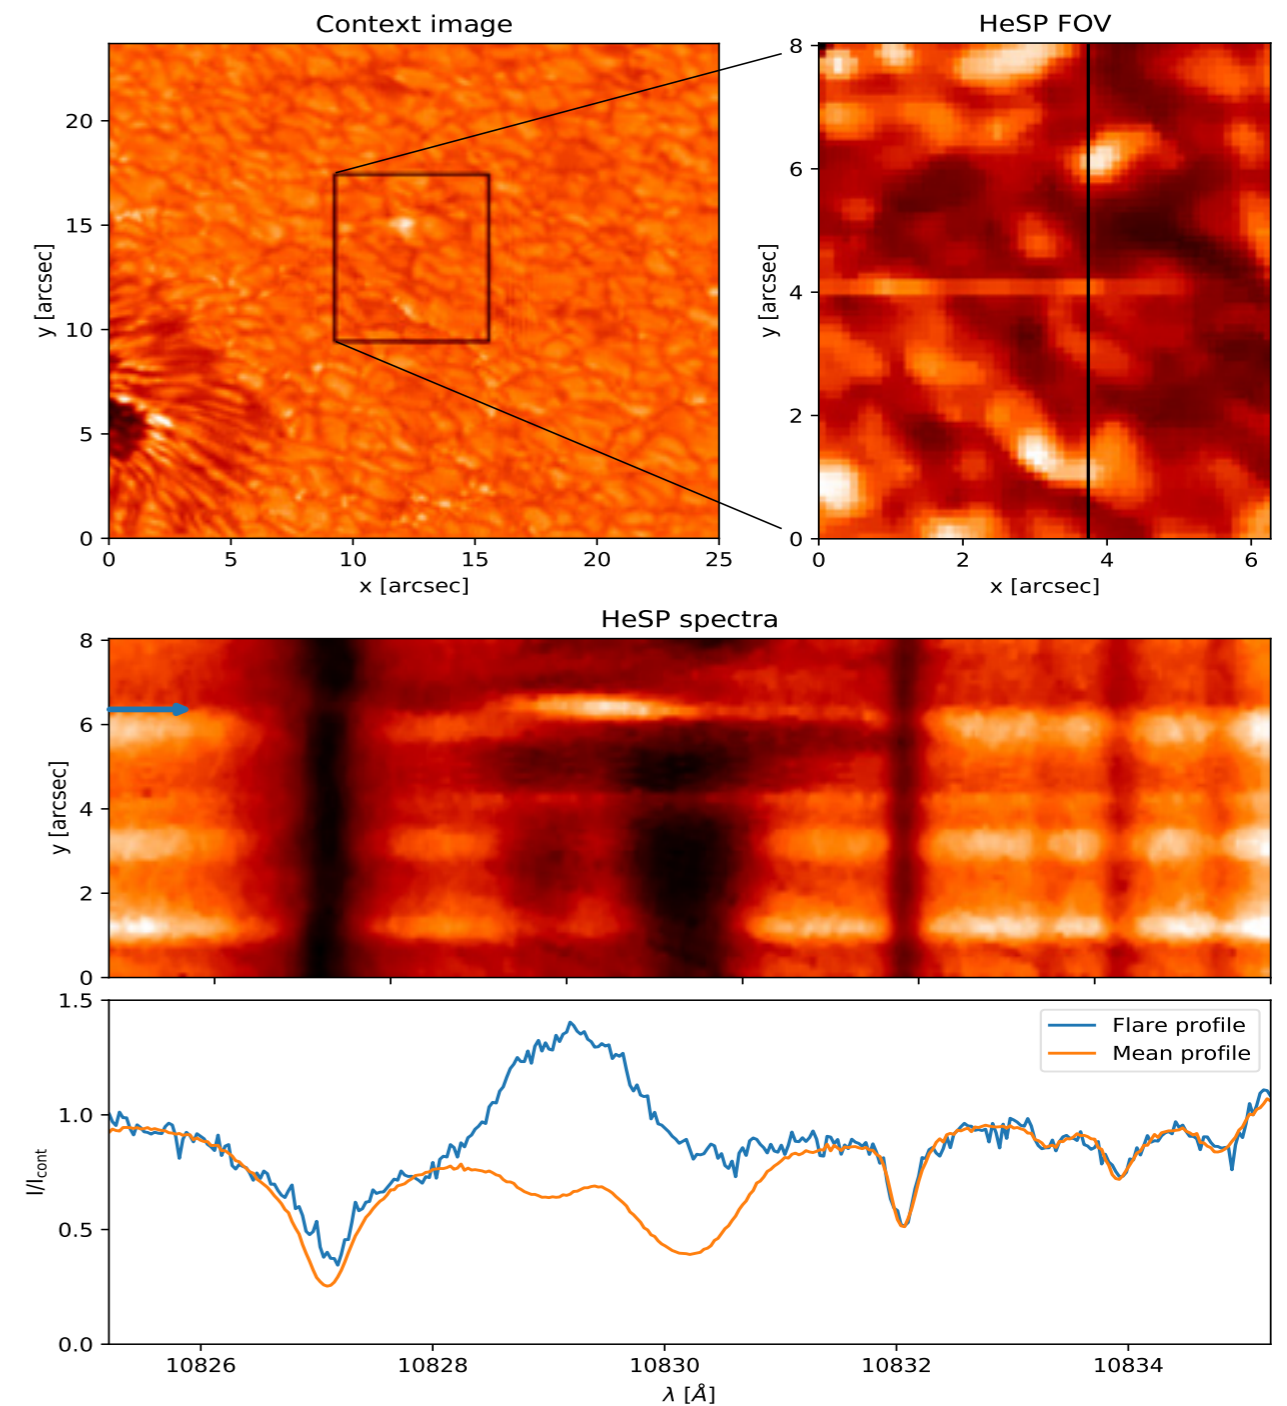 Context image
HeSP FOV
20
15
10
5
0
y [arcsec]
0 5 10 15 20 25
x [arcsec]
8
6
4
2
0
y [arcsec]
0 2 4 6
x [arcsec]
HeSP spectra
8
6
4
2
0
y [arcsec]
1.5
1.0
0.5
0.0
I/Icont
Flare profile
Mean profile
10826 10828 10830 10832 10834
λ [Å]